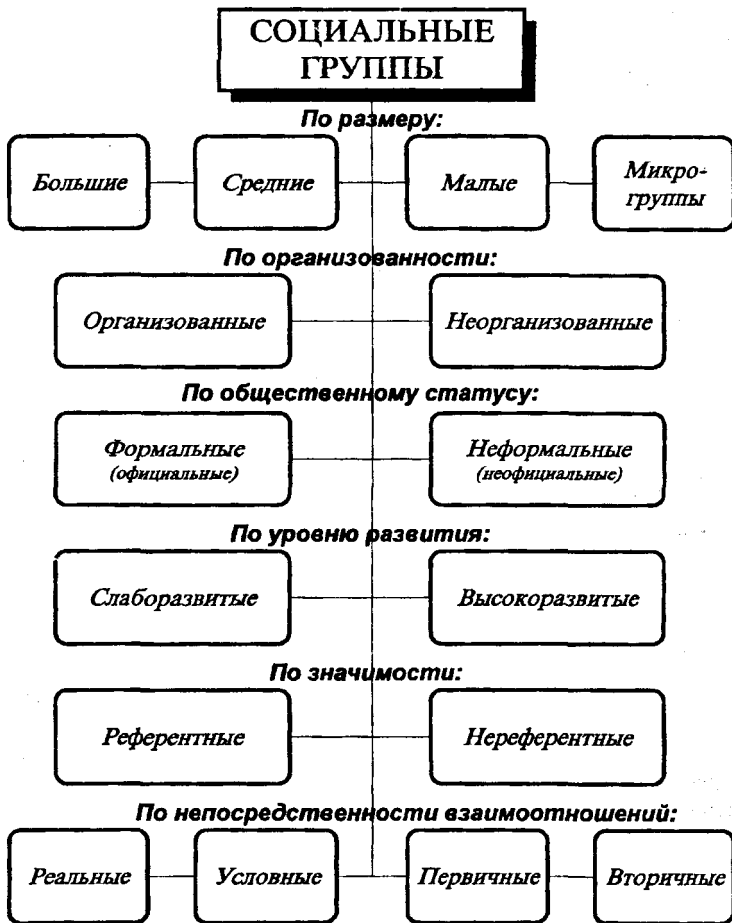 СОЦИАЛЬНЫЕ
ГРУППЫ
По размеру:
Большие
Средние
Малые
Микро-
группы
По организованности:
Организованные
Неорганизованные
По общественному статусу:
Формальные
(официальные)
Неформальные
(неофициальные)
По уровню развития:
Слаборазвитые
Высокоразвитые
По значимости:
Референтные
Нереферентные
По непосредственности взаимоотношений:
Реальные
Условные
Первичные
Вторичные